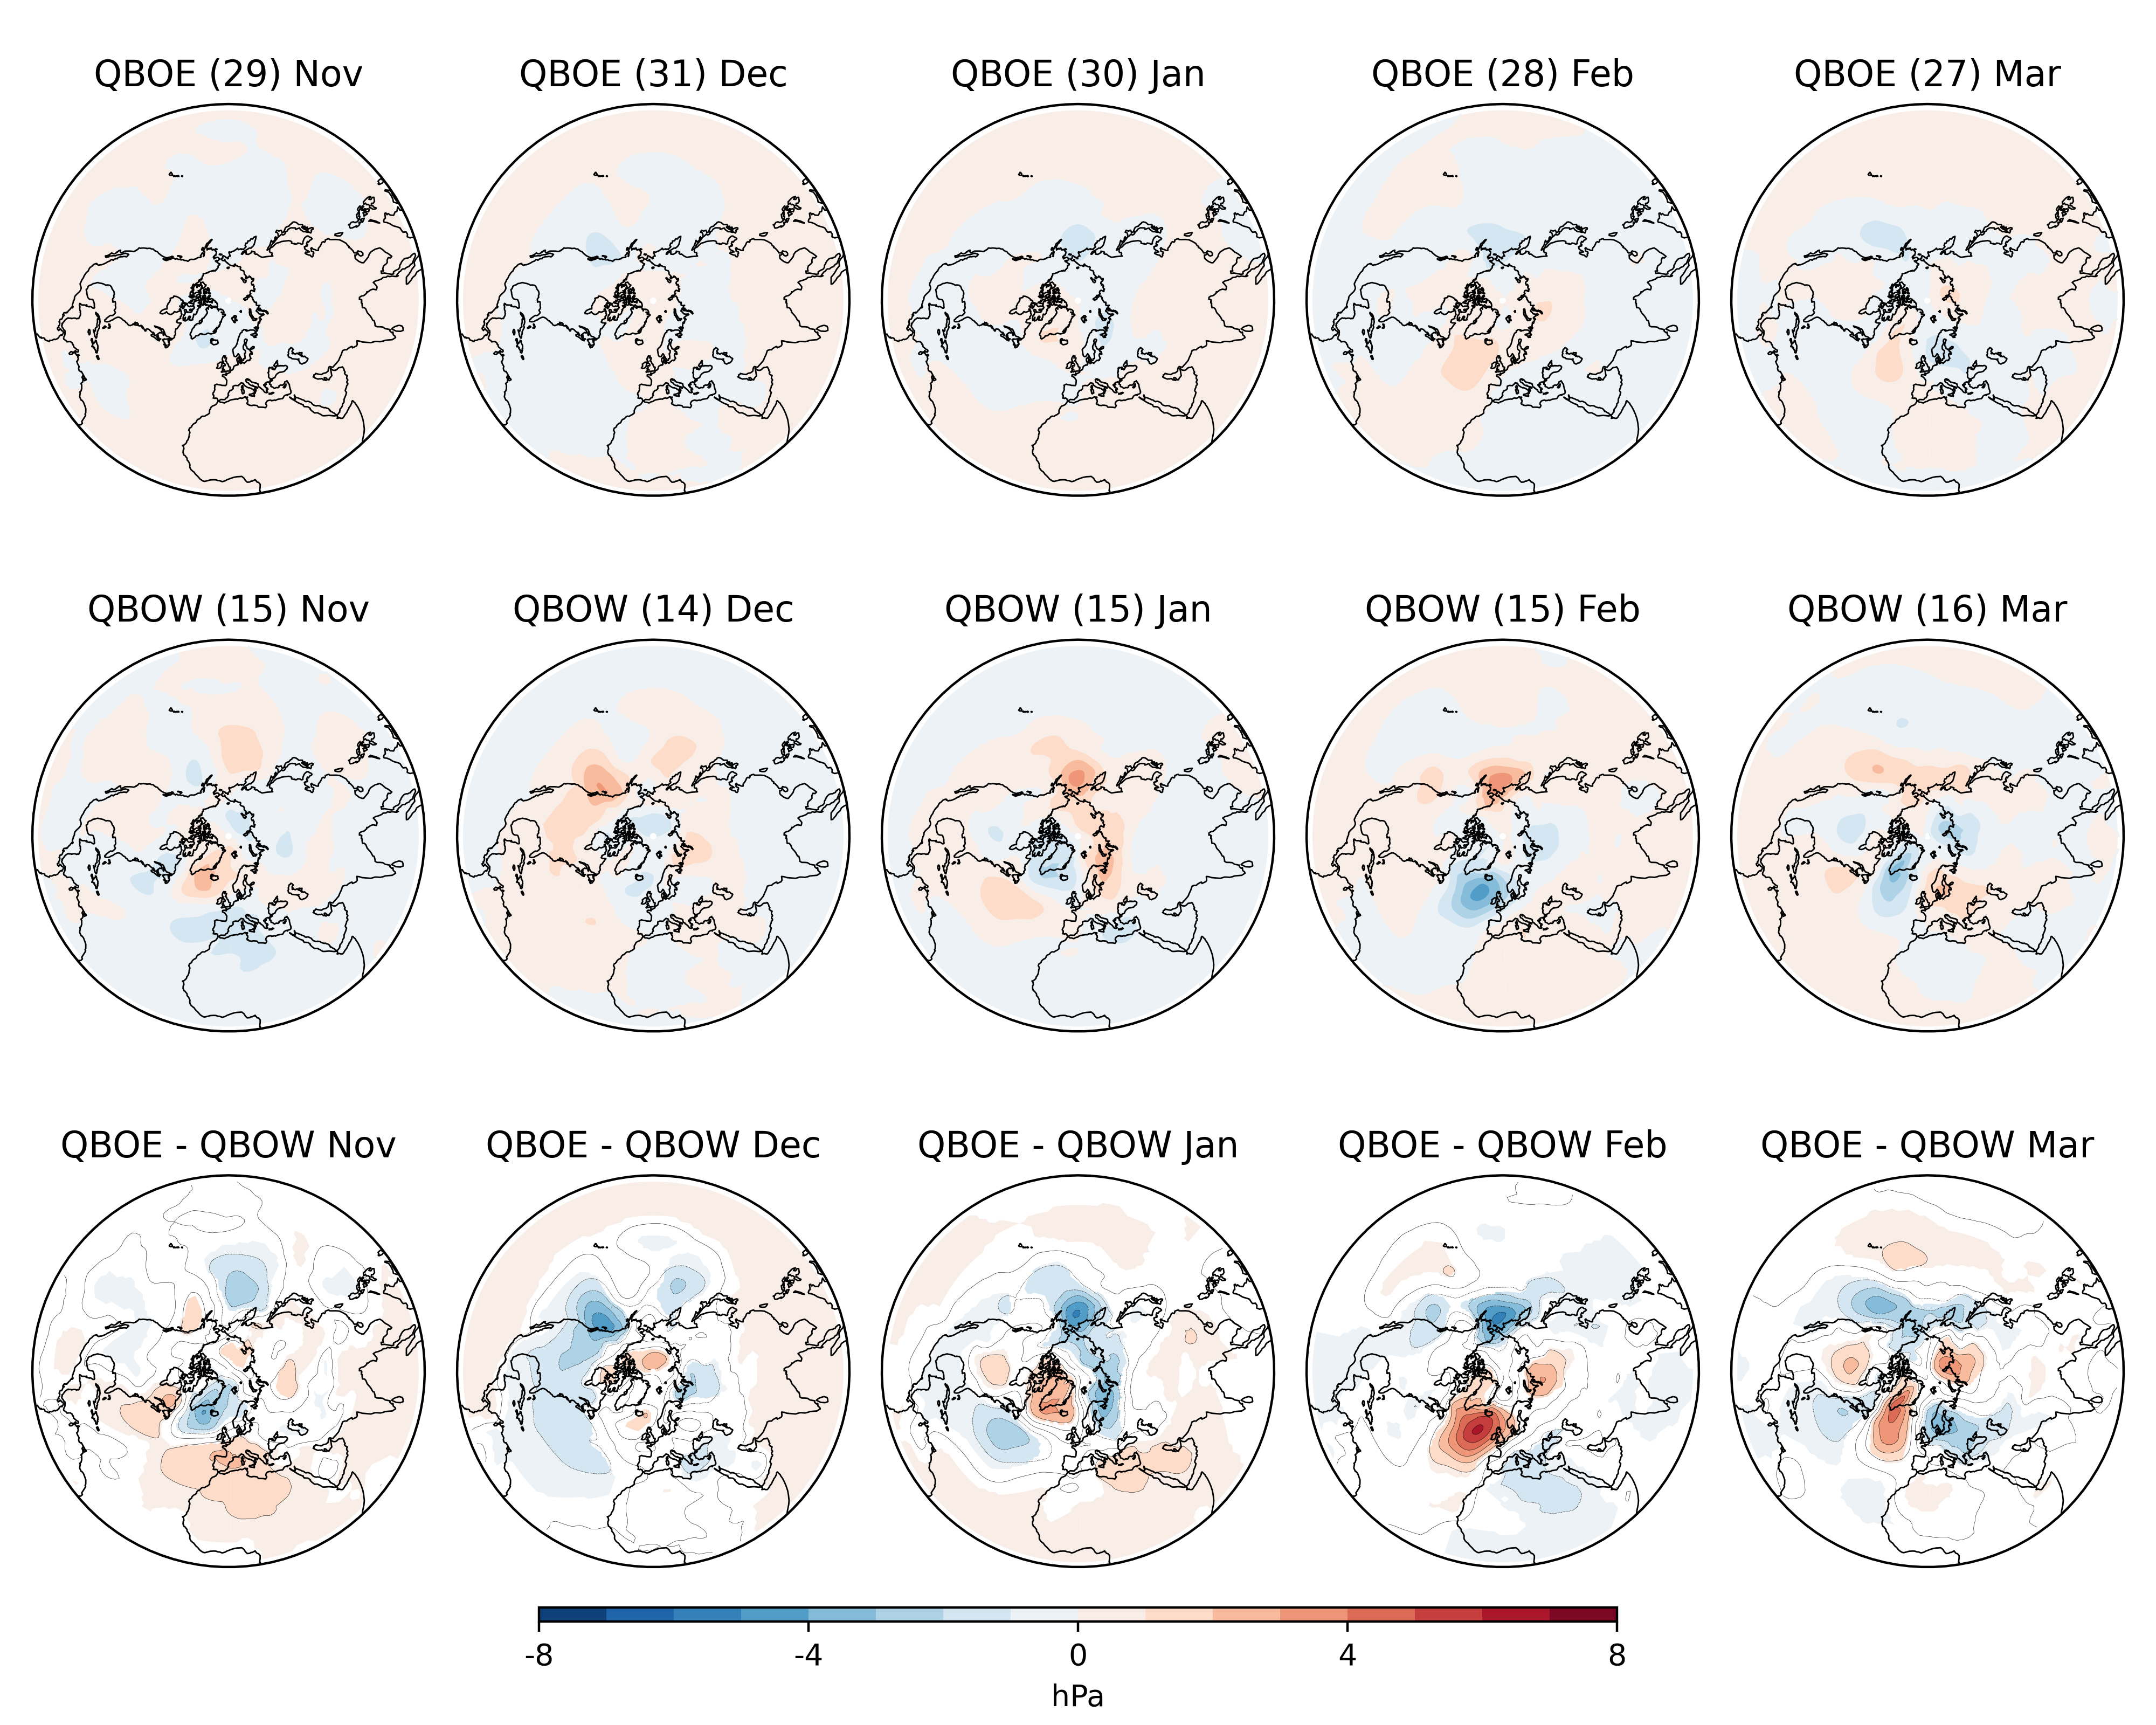 QBOE (29) Nov
QBOE (31) Dec
QBOE (30) Jan
QBOE (28) Feb
QBOE (27) Mar
QBOW (15) Nov
QBOW (14) Dec
QBOW (15) Jan
QBOW (15) Feb
QBOW (16) Mar
QBOE - QBOW Nov
QBOE - QBOW Dec
QBOE - QBOW Jan
QBOE - QBOW Feb
QBOE - QBOW Mar
-8
-4
0
4
8
hPa